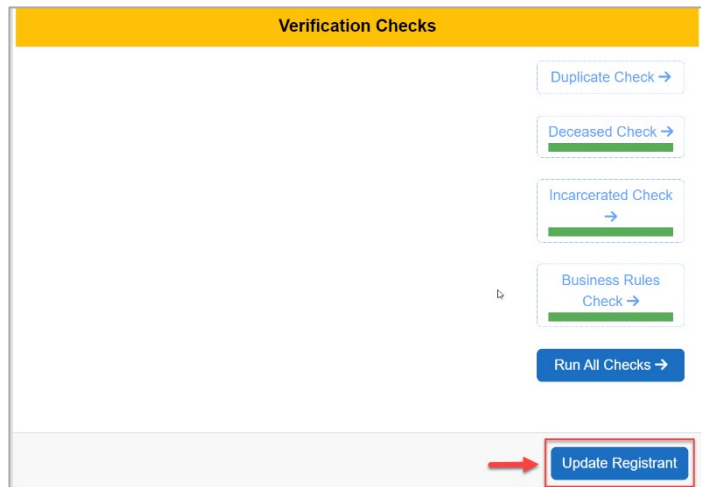 Verification Checks
Duplicate Check →
Deceased Check →
Incarcerated Check
→
Business Rules
Check →
Run All Checks →
Update Registrant